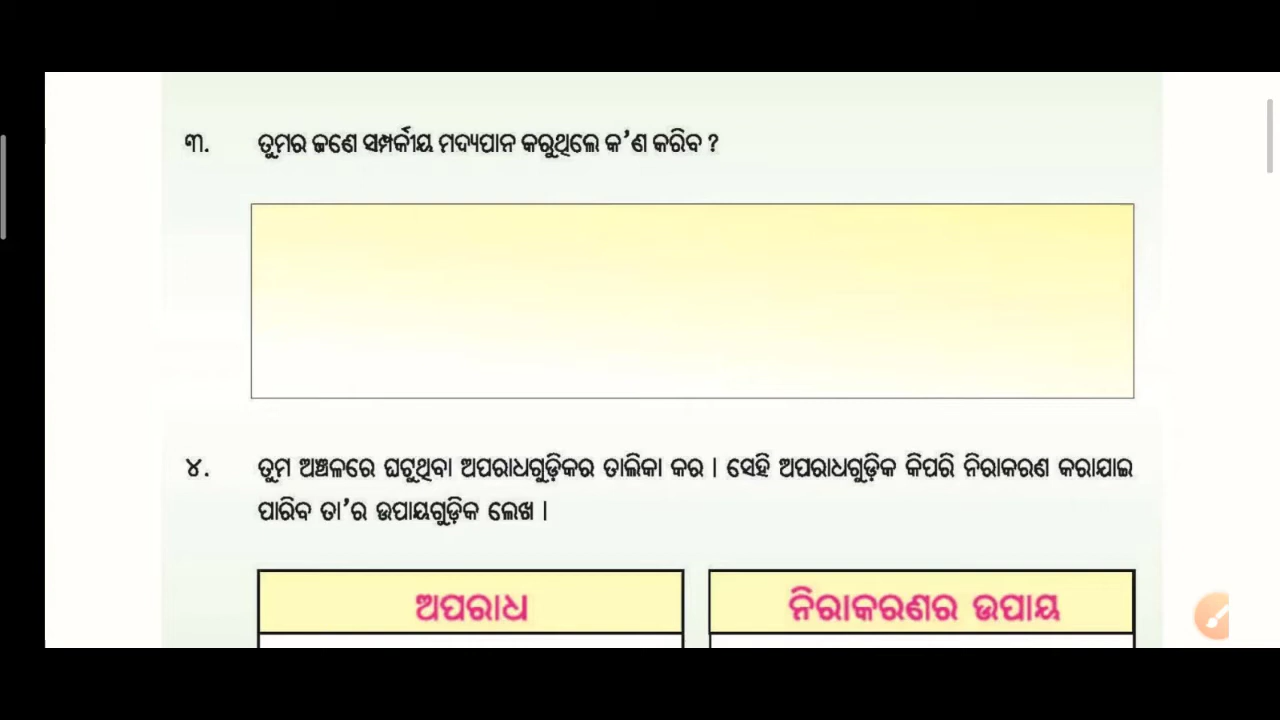 ୩. ତୁମର ଜଣେ ସମ୍ପର୍କୀୟ ମଦ୍ୟପାନ କରୁଥିଲେ କ'ଣ କରିବ ?
୪. ତୁମ ଅଞ୍ଚଳରେ ଘଟୁଥିବା ଅପରାଧଗୁଡ଼ିକର ତାଲିକା କର । ସେହି ଅପରାଧଗୁଡ଼ିକ କିପରି ନିରାକରଣ କରାଯାଇ
ପାରିବ ତା'ର ଉପାୟଗୁଡ଼ିକ ଲେଖ ।
ଅପରାଧ
ନିରାକରଣର ଉପାୟ